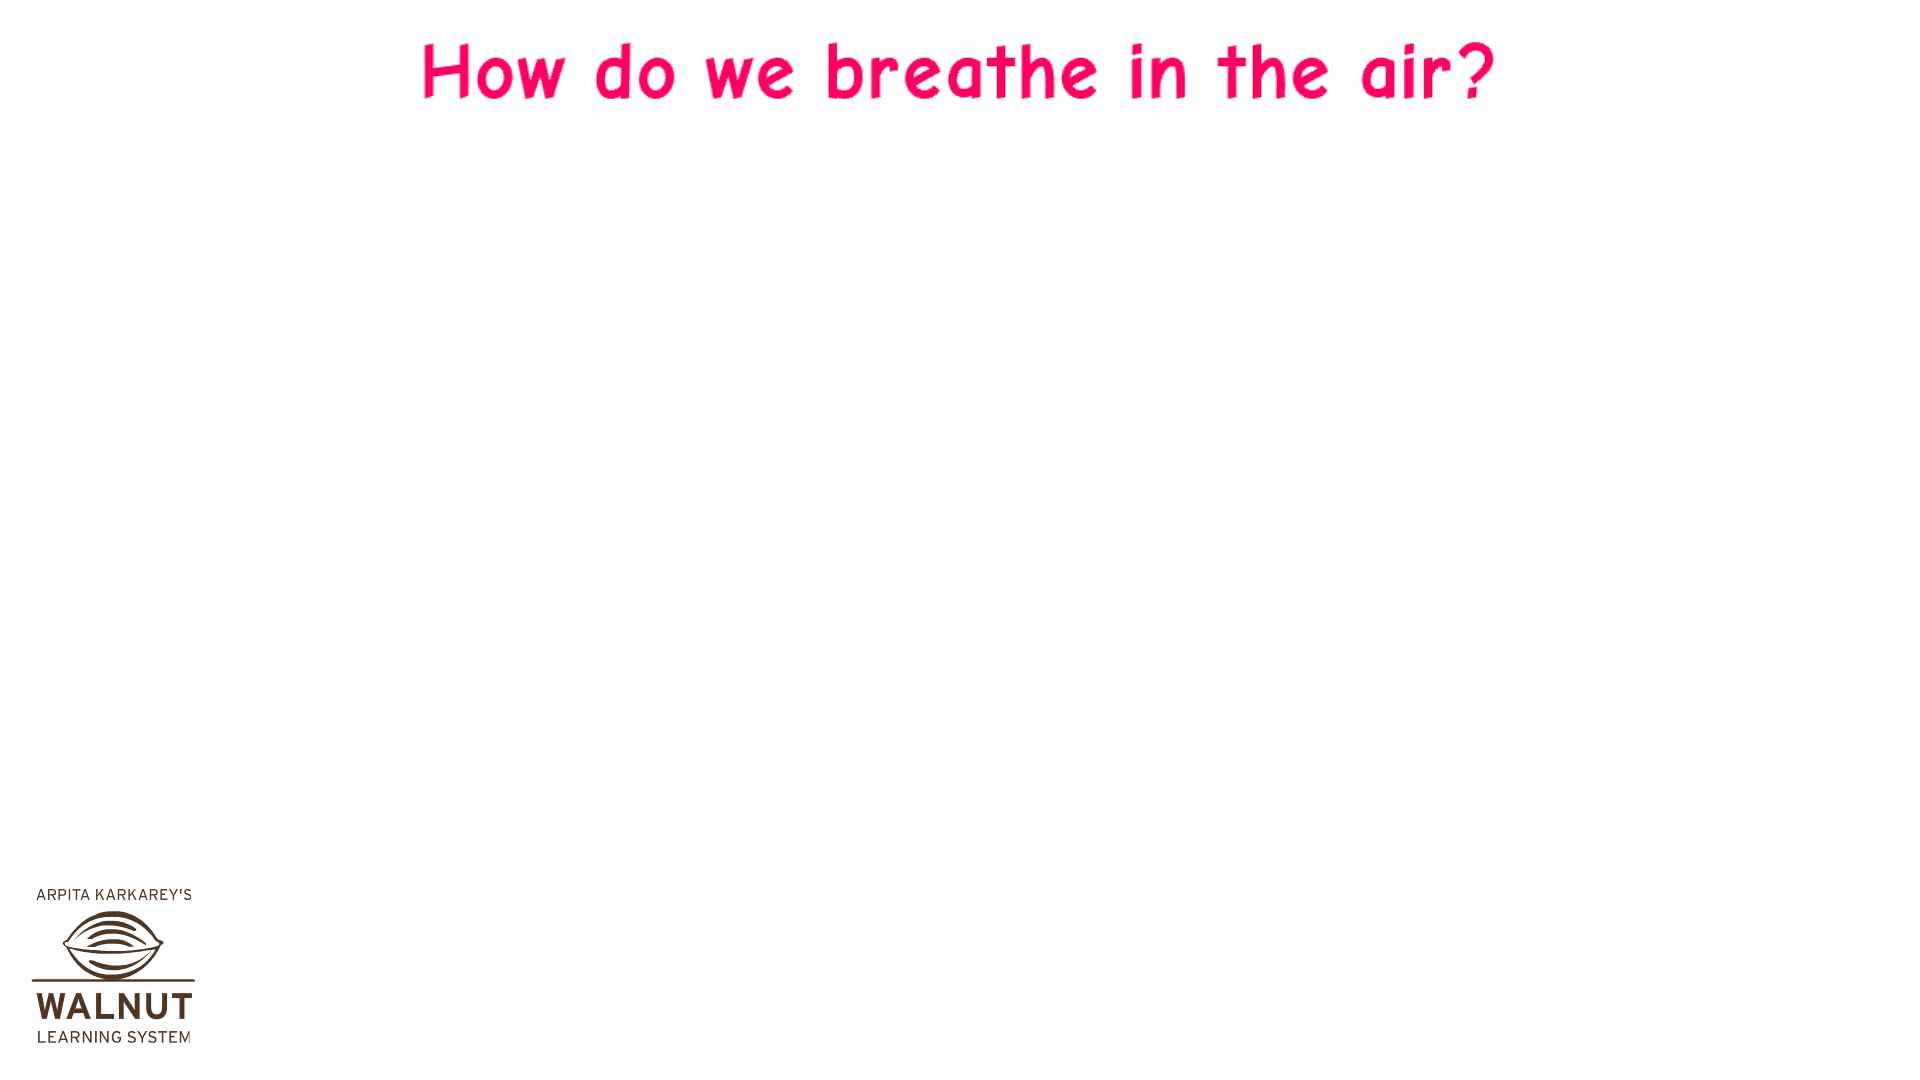 How do we breathe in the air?
ARPITA KARKAREY'S
WALNUT
LEARNING SYSTEM